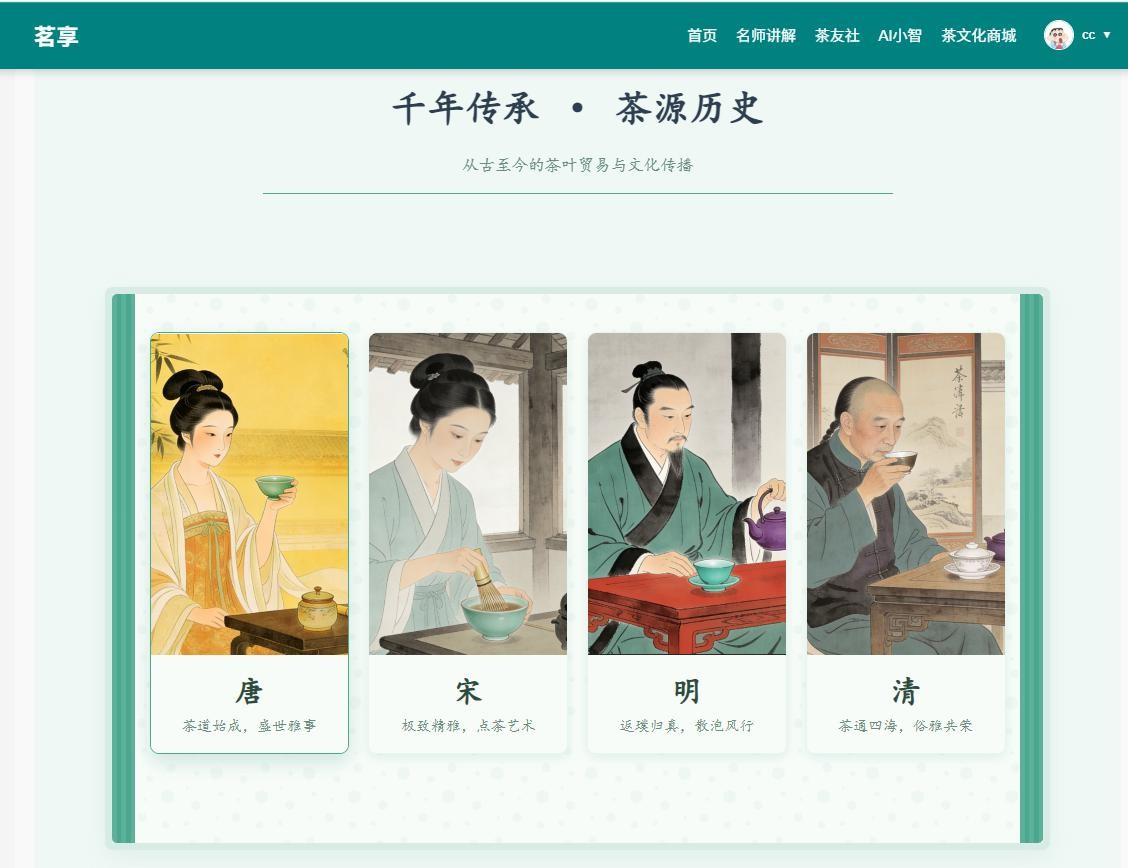 茗享
首页 名师讲解 茶友社 AI小智 茶文化商城 cc ▼
千年传承 · 茶源历史
从古至今的茶叶贸易与文化传播
唐
茶道始成，盛世雅事
宋
极致精雅，点茶艺术
明
返璞归真，散泡风行
清
茶通四海，俗雅共荣